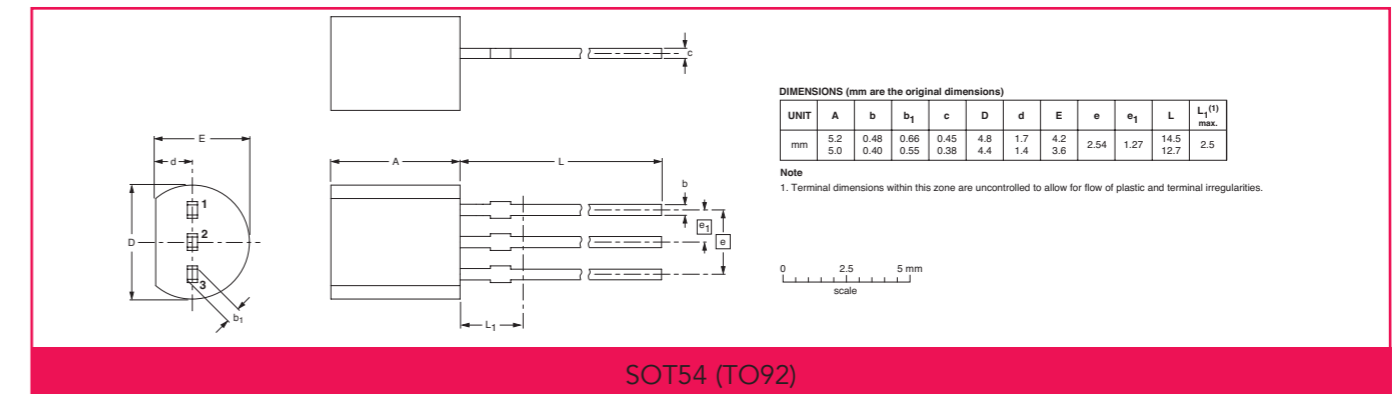 c
E
d
D
1
2
3
b1
A
L
b
e1
e
L1
DIMENSIONS (mm are the original dimensions)
UNIT A b b1 c D d E e e1 L L1(1) max.
mm 5.2 5.0 0.48 0.40 0.66 0.55 0.45 0.38 4.8 4.4 1.7 1.4 4.2 3.6 2.54 1.27 14.5 12.7 2.5
Note
1. Terminal dimensions within this zone are uncontrolled to allow for flow of plastic and terminal irregularities.
0 2.5 5 mm
scale
SOT54 (TO92)